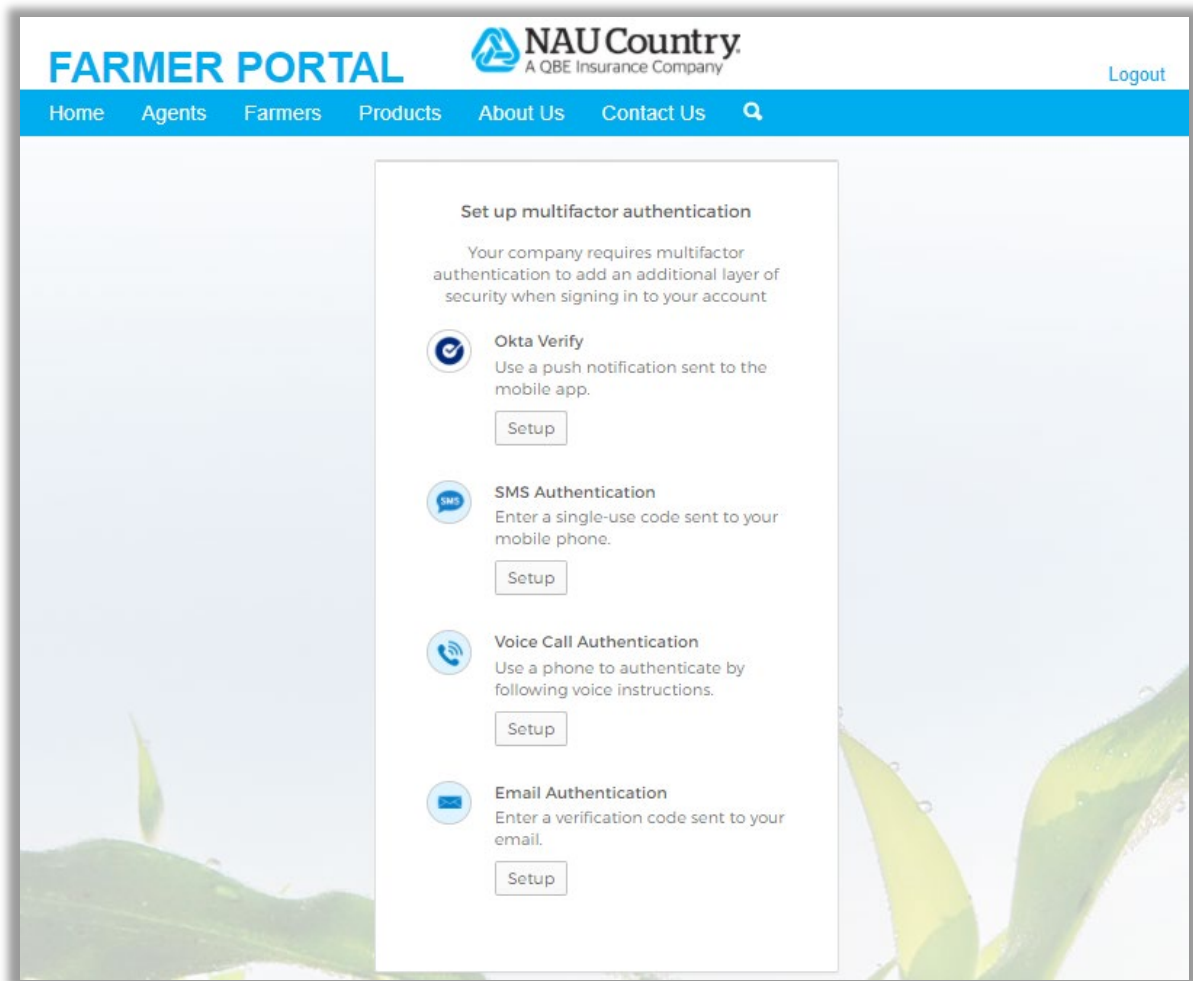 FARMER PORTAL
NAU Country.
A QBE Insurance Company
Logout
Home Agents Farmers Products About Us Contact Us
Set up multifactor authentication
Your company requires multifactor
authentication to add an additional layer of
security when signing in to your account
Okta Verify
Use a push notification sent to the
mobile app.
Setup
SMS
SMS Authentication
Enter a single-use code sent to your
mobile phone.
Setup
Voice Call Authentication
Use a phone to authenticate by
following voice instructions.
Setup
Email Authentication
Enter a verification code sent to your
email.
Setup